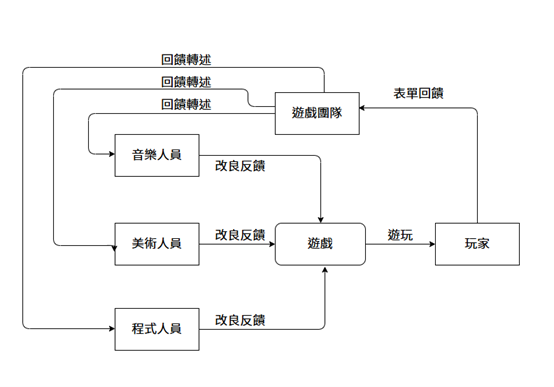 回饋轉述
回饋轉述
表單回饋
回饋轉述
遊戲團隊
音樂人員
改良反饋
美術人員
改良反饋
遊戲
遊玩
玩家
程式人員
改良反饋